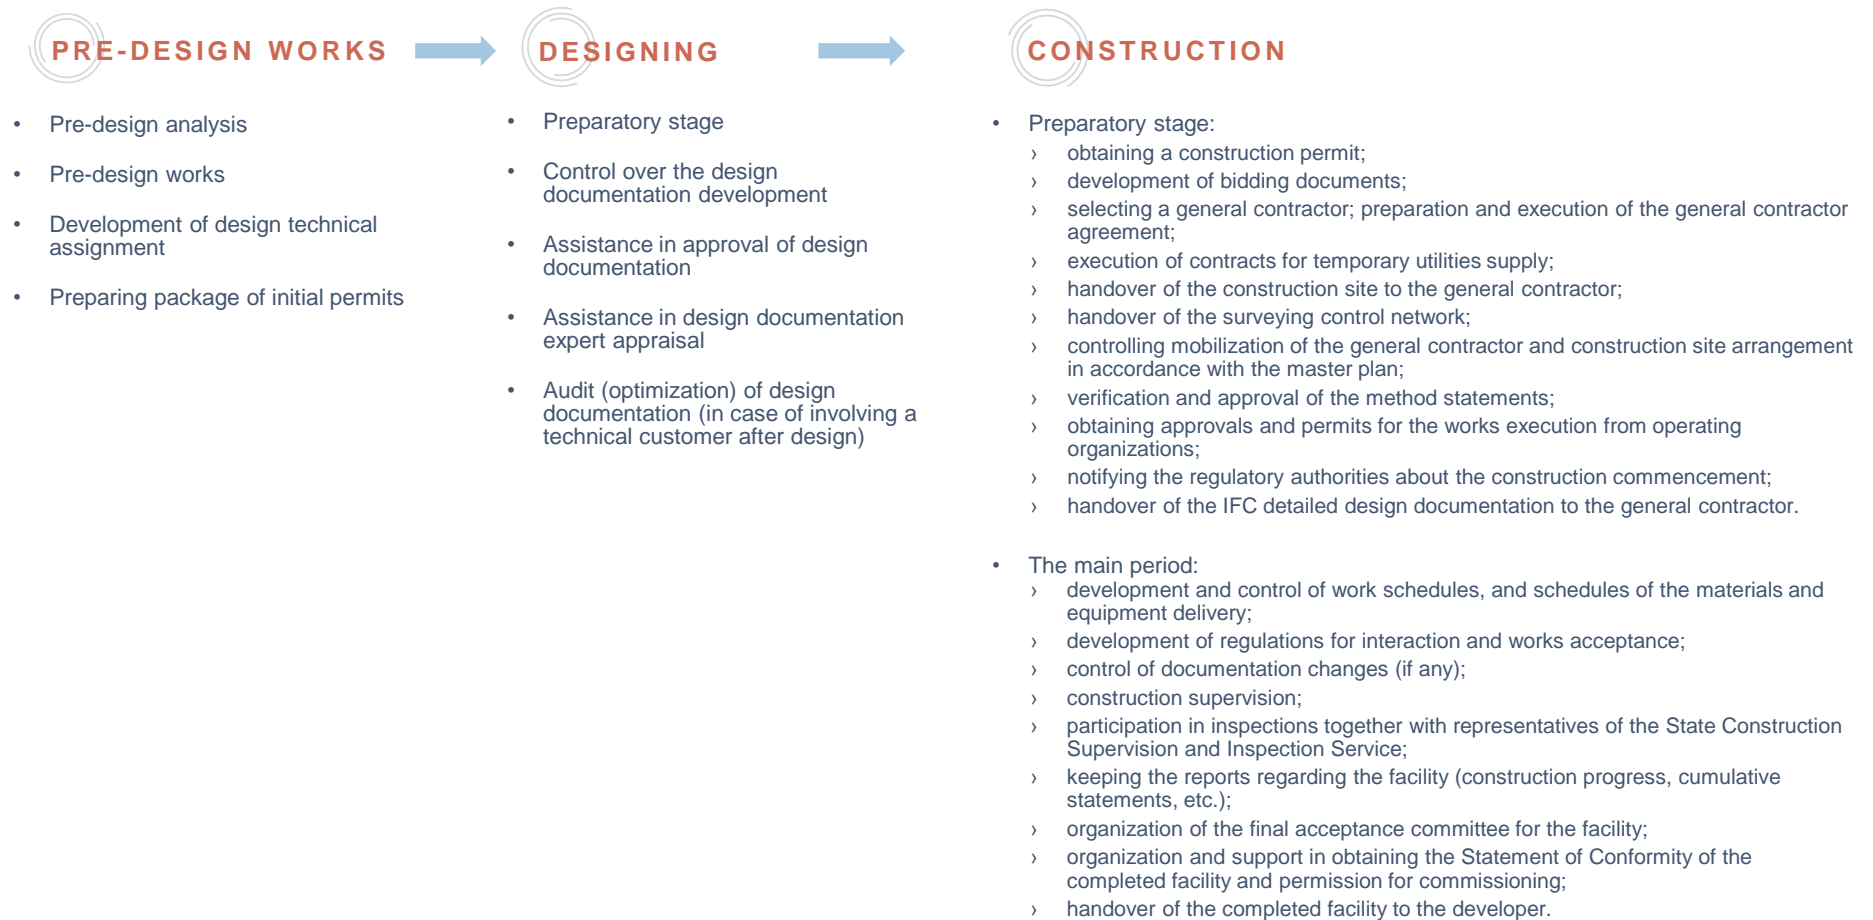 PRE-DESIGN WORKS
• Pre-design analysis
• Pre-design works
• Development of design technical
assignment
• Preparing package of initial permits
DESIGNING
• Preparatory stage
• Control over the design
documentation development
• Assistance in approval of design
documentation
• Assistance in design documentation
expert appraisal
• Audit (optimization) of design
documentation (in case of involving a
technical customer after design)
CONSTRUCTION
• Preparatory stage:
› obtaining a construction permit;
› development of bidding documents;
› selecting a general contractor; preparation and execution of the general contractor
agreement;
› execution of contracts for temporary utilities supply;
› handover of the construction site to the general contractor;
› handover of the surveying control network;
› controlling mobilization of the general contractor and construction site arrangement
in accordance with the master plan;
› verification and approval of the method statements;
› obtaining approvals and permits for the works execution from operating
organizations;
› notifying the regulatory authorities about the construction commencement;
› handover of the IFC detailed design documentation to the general contractor.
• The main period:
› development and control of work schedules, and schedules of the materials and
equipment delivery;
› development of regulations for interaction and works acceptance;
› control of documentation changes (if any);
› construction supervision;
› participation in inspections together with representatives of the State Construction
Supervision and Inspection Service;
› keeping the reports regarding the facility (construction progress, cumulative
statements, etc.);
› organization of the final acceptance committee for the facility;
› organization and support in obtaining the Statement of Conformity of the
completed facility and permission for commissioning;
› handover of the completed facility to the developer.